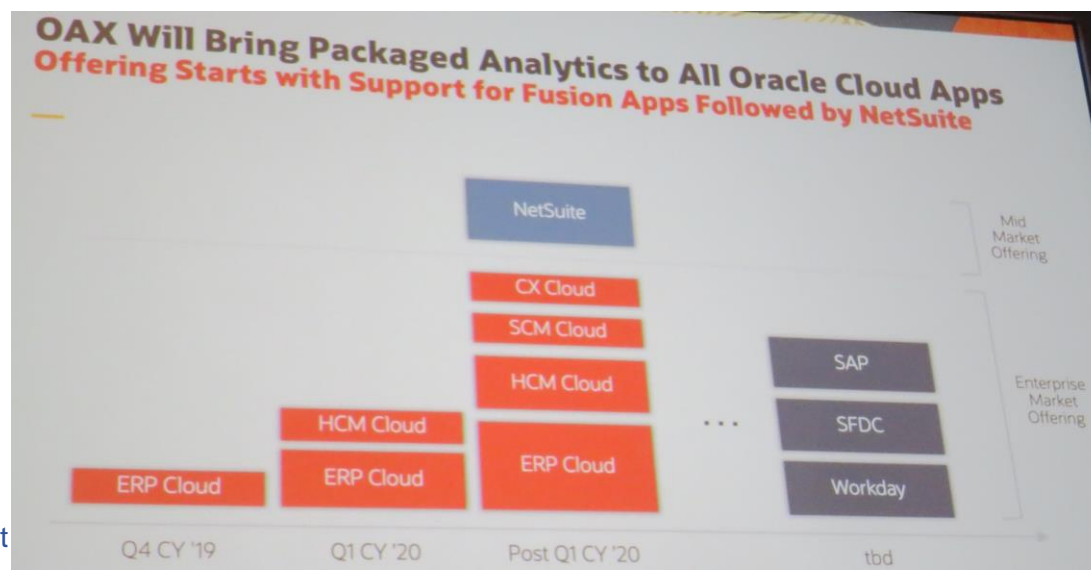 OAX Will Bring Packaged Analytics to All Oracle Cloud Apps
Offering Starts with Support for Fusion Apps Followed by NetSuite
NetSuite
Mid
Market
Offering
CX Cloud
SCM Cloud
HCM Cloud
ERP Cloud
HCM Cloud
ERP Cloud
ERP Cloud
...
SAP
SFDC
Workday
Enterprise
Market
Offering
t
Q4 CY '19
Q1 CY '20
Post Q1 CY '20
tbd